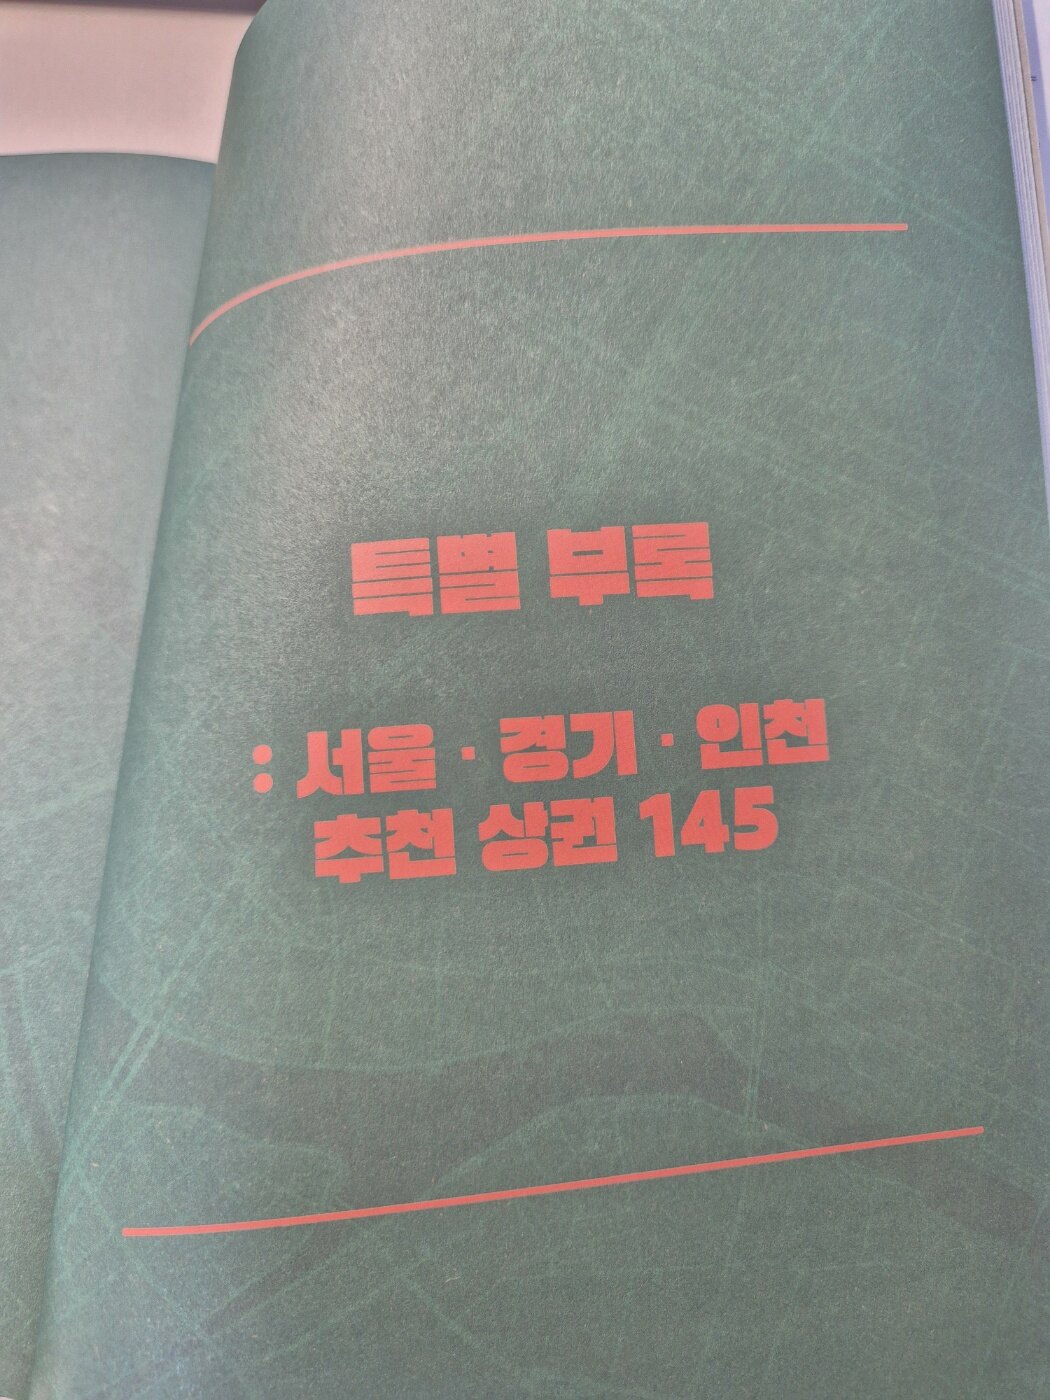 특별 부록
: 서울 · 경기 · 인천
추천 상권 145